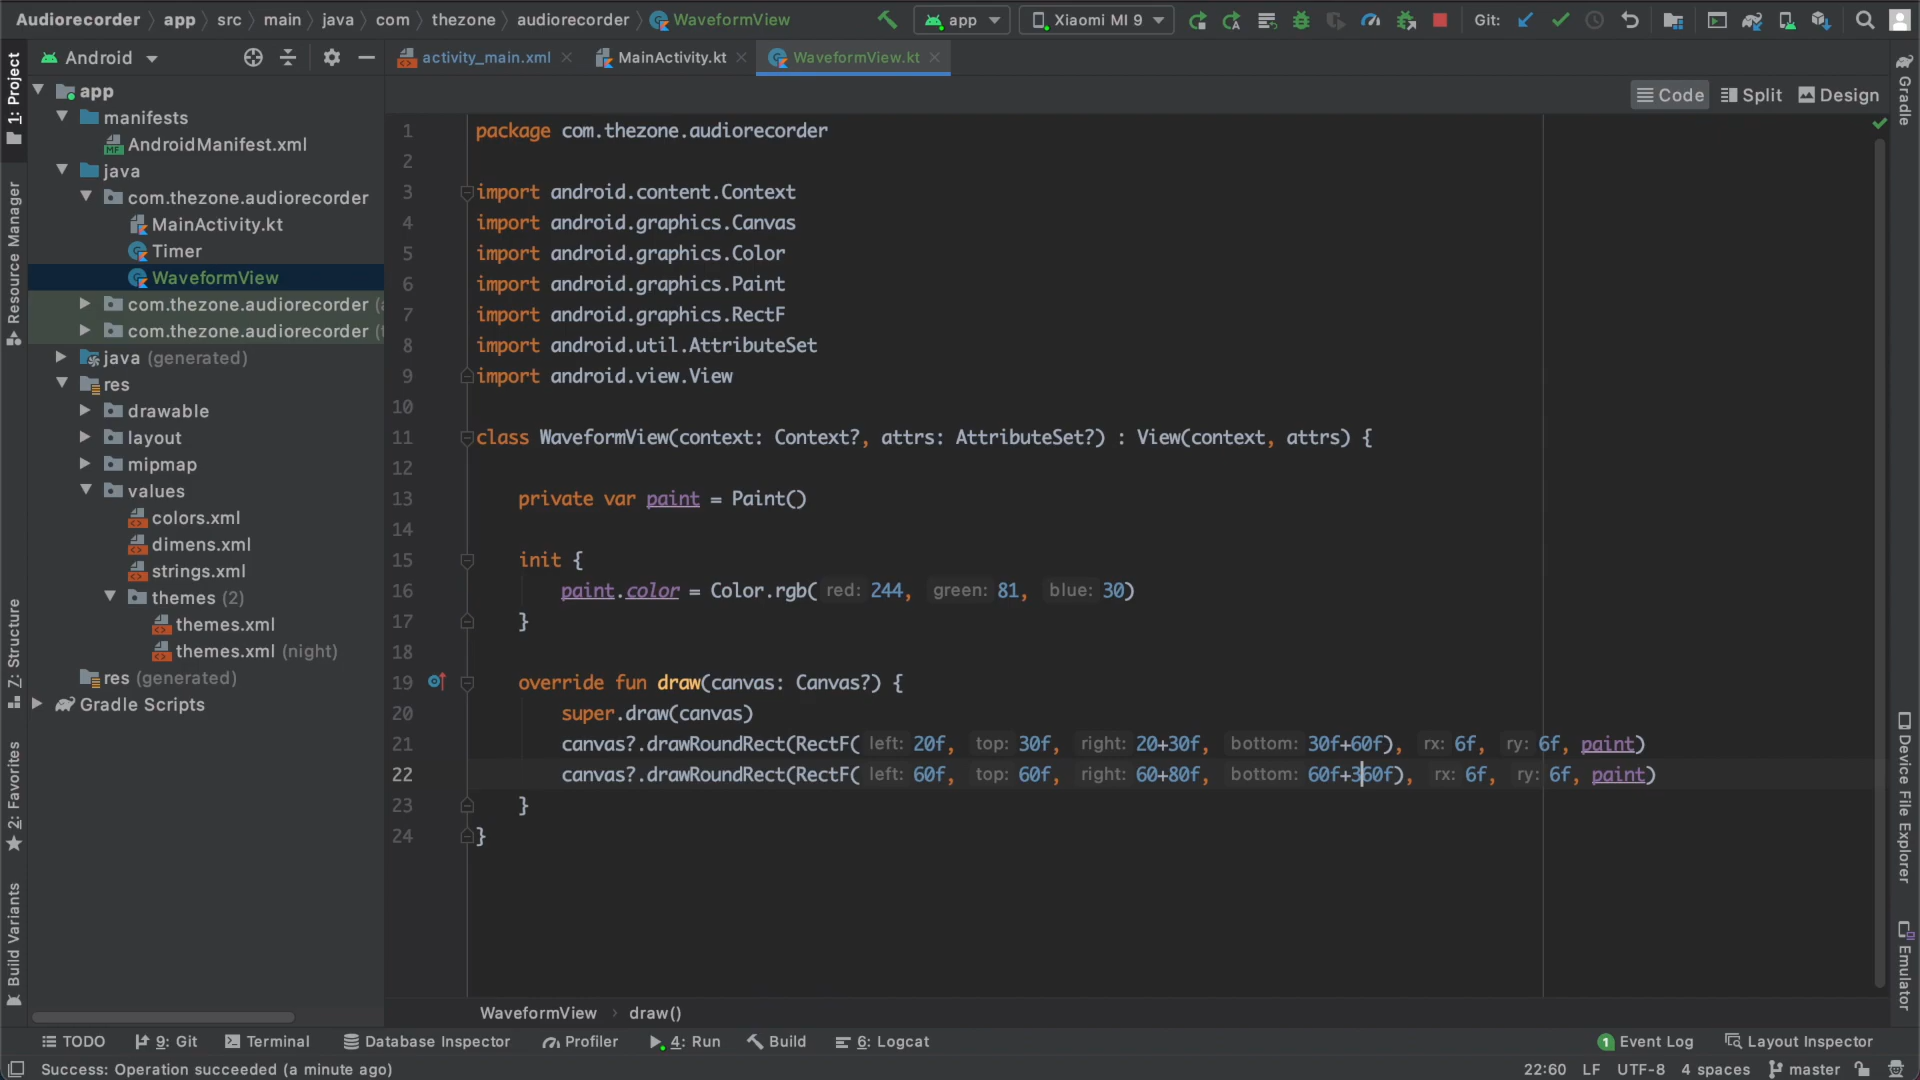 Audiorecorder › app › src › main › java › com › thezone › audiorecorder › WaveformView
app
Xiaomi MI 9
Git:
Android
activity_main.xml
MainActivity.kt
WaveformView.kt
Code
Split
Design
1: Project
Resource Manager
Z: Structure
2: Favorites
Build Variants
app
manifests
AndroidManifest.xml
java
com.thezone.audiorecorder
MainActivity.kt
Timer
WaveformView
com.thezone.audiorecorder
com.thezone.audiorecorder
java (generated)
res
drawable
layout
mipmap
values
colors.xml
dimens.xml
strings.xml
themes (2)
themes.xml
themes.xml (night)
res (generated)
Gradle Scripts
1 package com.thezone.audiorecorder
2
3 import android.content.Context
4 import android.graphics.Canvas
5 import android.graphics.Color
6 import android.graphics.Paint
7 import android.graphics.RectF
8 import android.util.AttributeSet
9 import android.view.View
10
11 class WaveformView(context: Context?, attrs: AttributeSet?) : View(context, attrs) {
12
13 private var paint = Paint()
14
15 init {
16 paint.color = Color.rgb( red: 244, green: 81, blue: 30)
17 }
18
19 override fun draw(canvas: Canvas?) {
20 super.draw(canvas)
21 canvas?.drawRoundRect(RectF( left: 20f, top: 30f, right: 20+30f, bottom: 30f+60f), rx: 6f, ry: 6f, paint)
22 canvas?.drawRoundRect(RectF( left: 60f, top: 60f, right: 60+80f, bottom: 60f+360f), rx: 6f, ry: 6f, paint)
23 }
24 }
Gradle
Device File Explorer
Emulator
WaveformView › draw()
TODO
9: Git
Terminal
Database Inspector
Profiler
4: Run
Build
6: Logcat
1 Event Log
Layout Inspector
Success: Operation succeeded (a minute ago)
22:60 LF UTF-8 4 spaces master